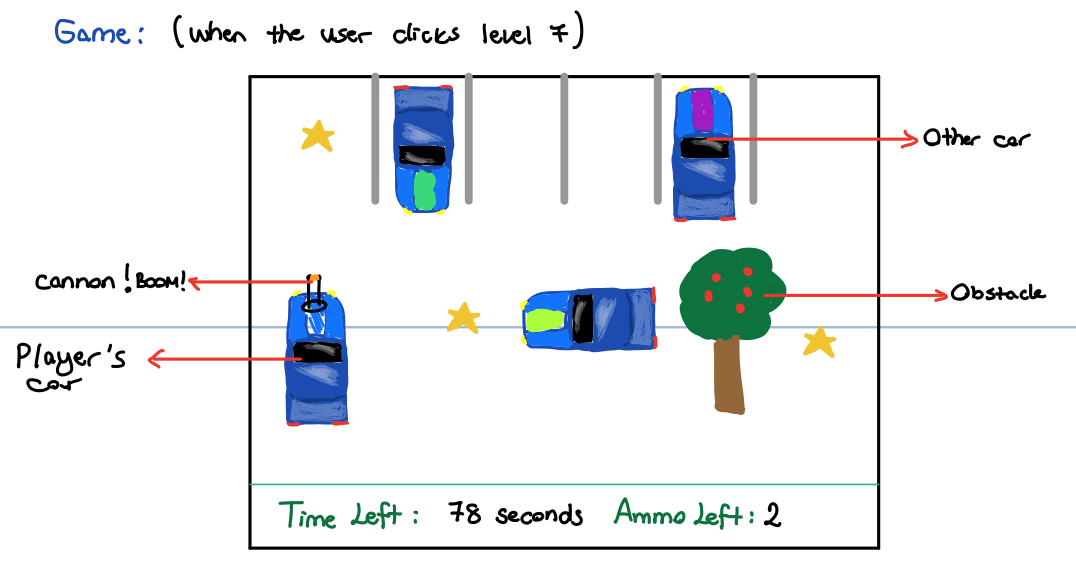 Game: (when the user clicks level 7)
Other car
Cannon! BOOM!
Obstacle
Player's
car
Time Left: 78 seconds Ammo Left: 2